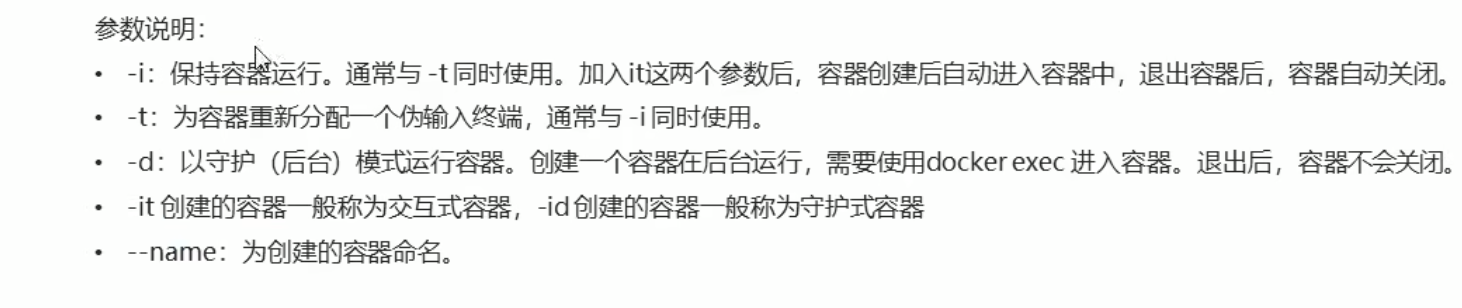 参数说明：
• -i：保持容器运行。通常与 -t 同时使用。加入it这两个参数后，容器创建后自动进入容器中，退出容器后，容器自动关闭。
• -t：为容器重新分配一个伪输入终端，通常与 -i 同时使用。
• -d：以守护（后台）模式运行容器。创建一个容器在后台运行，需要使用docker exec 进入容器。退出后，容器不会关闭。
• -it 创建的容器一般称为交互式容器，-id 创建的容器一般称为守护式容器
• --name：为创建的容器命名。